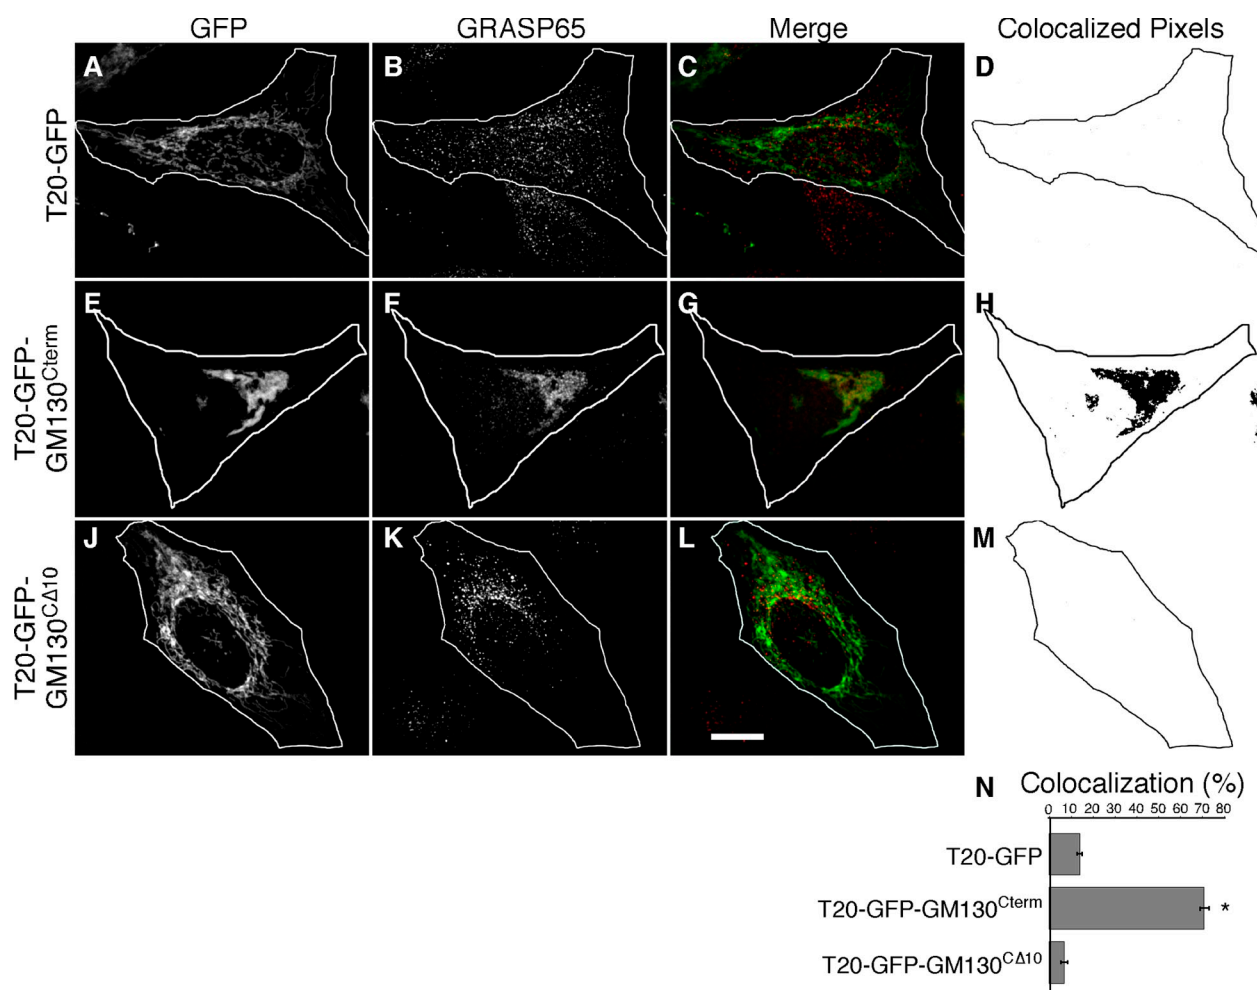 GFP GRASP65 Merge Colocalized Pixels
T20-GFP
A B C D
T20-GFP-
GM130Cterm
E F G H
T20-GFP-
GM130CΔ10
J K L M
N Colocalization (%)
0 10 20 30 40 50 60 70 80
T20-GFP
T20-GFP-GM130Cterm *
T20-GFP-GM130CΔ10